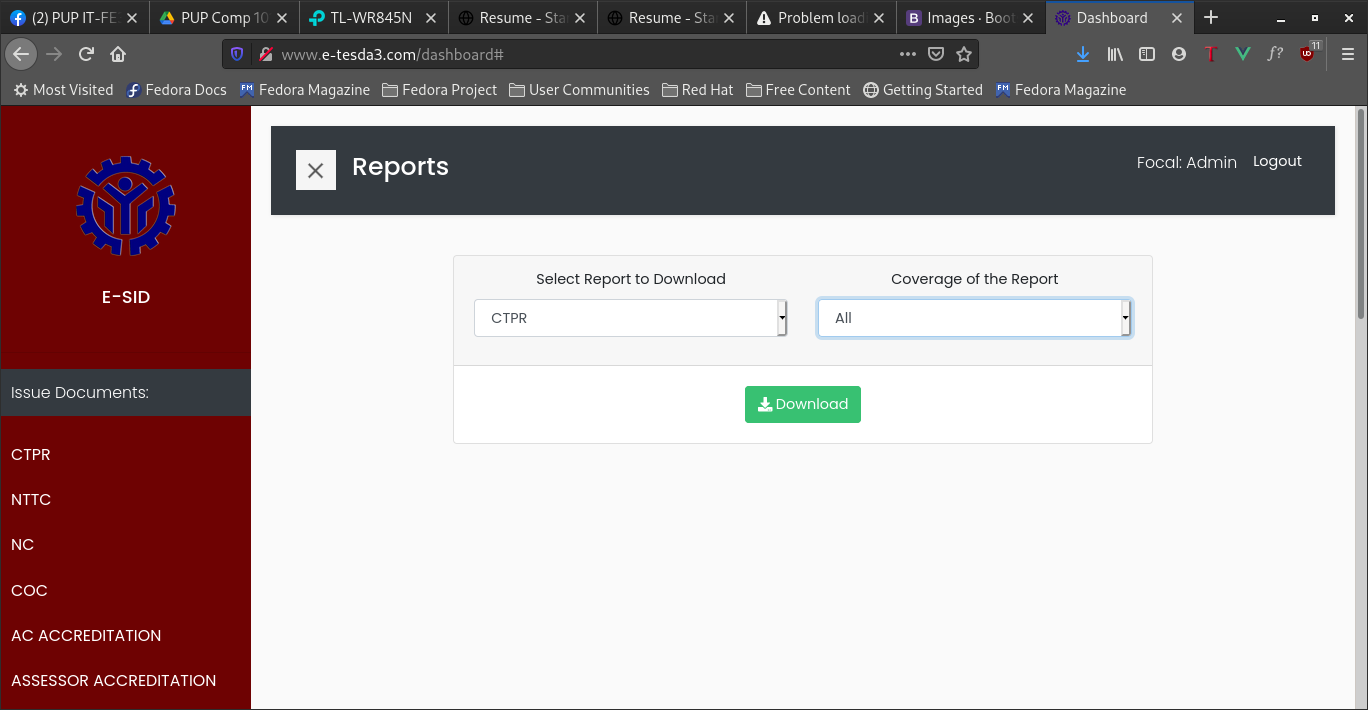 (2) PUP IT-FE
PUP Comp 10
TL-WR845N
Resume - Sta
Resume - Sta
Problem load
B Images · Boot
Dashboard
www.e-tesda3.com/dashboard#
11
Most Visited
Fedora Docs
FM Fedora Magazine
Fedora Project
User Communities
Red Hat
Free Content
Getting Started
FM Fedora Magazine
E-SID
Issue Documents:
CTPR
NTTC
NC
COC
AC ACCREDITATION
ASSESSOR ACCREDITATION
Reports
Focal: Admin
Logout
Select Report to Download
Coverage of the Report
CTPR
All
Download